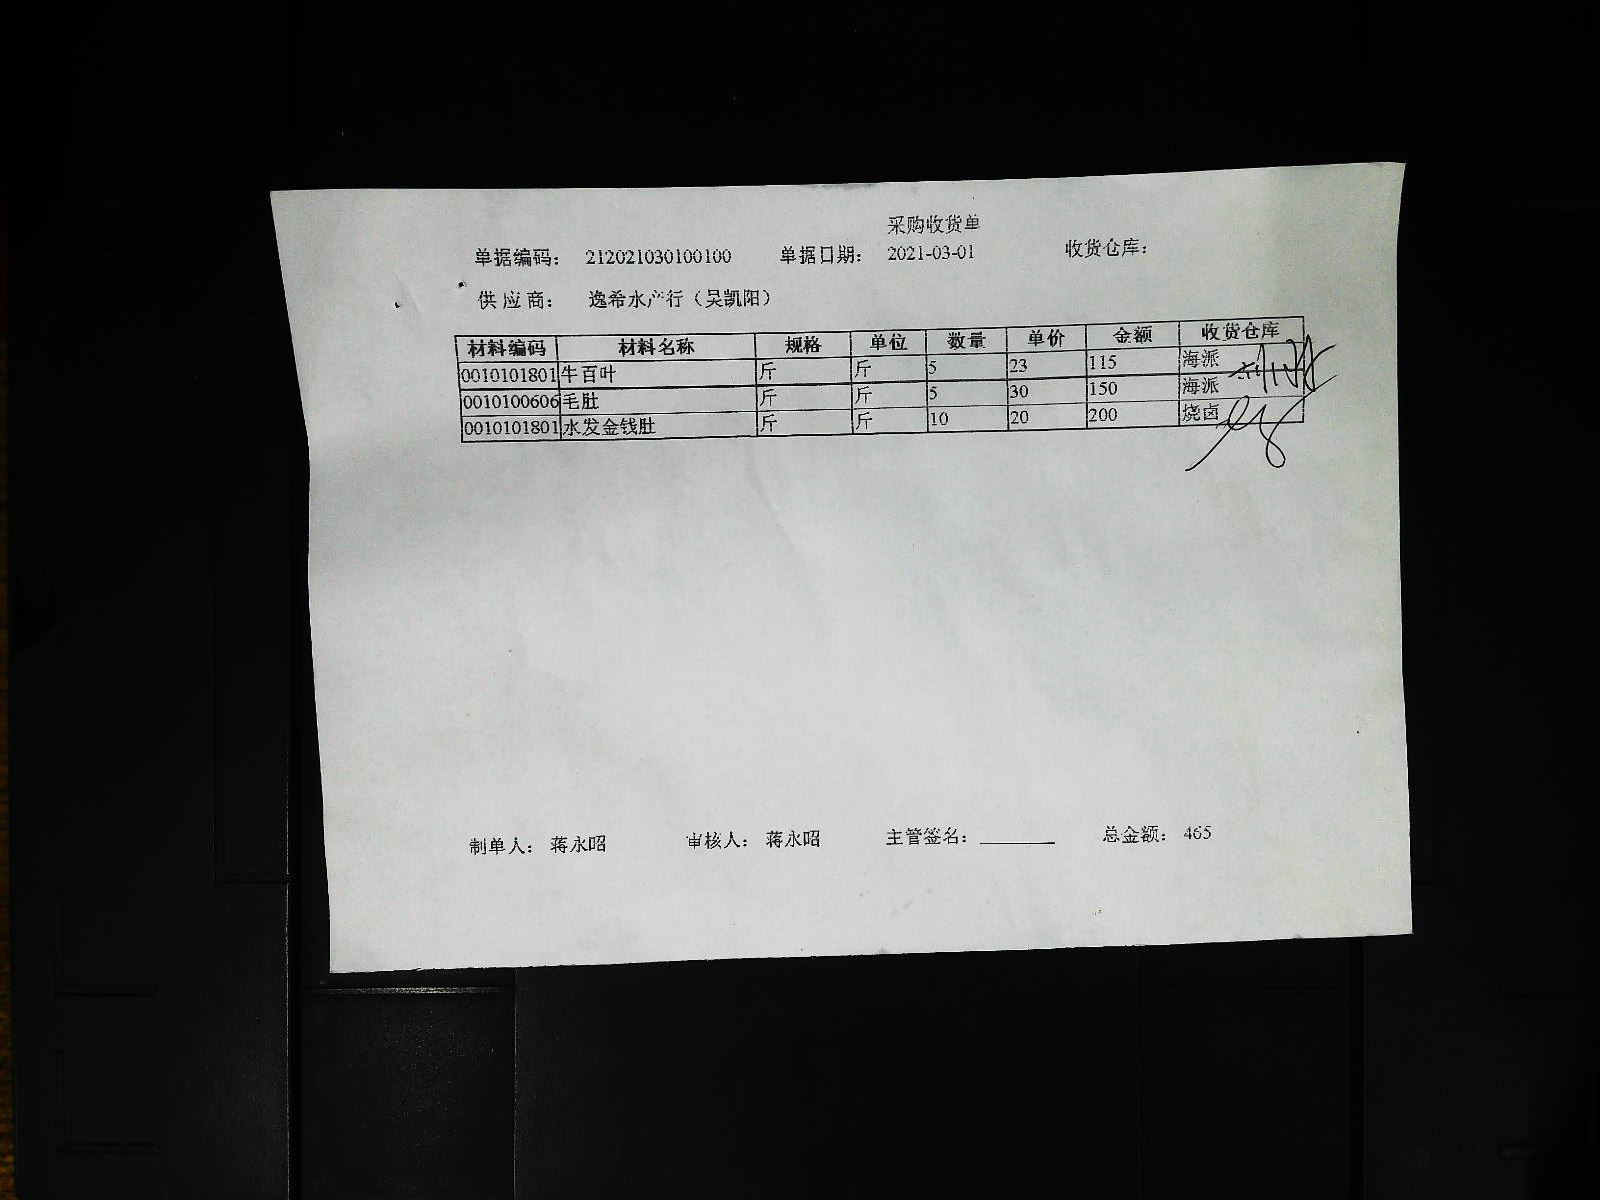 采购收货单
单据编码： 212021030100100 单据日期： 2021-03-01 收货仓库：
供 应 商： 逸希水产行（吴凯阳）
材料编码 材料名称 规格 单位 数量 单价 金额 收货仓库
0010101801 牛百叶 斤 斤 5 23 115 海派
0010100606 毛肚 斤 斤 5 30 150 海派
0010101801 水发金钱肚 斤 斤 10 20 200 烧卤
制单人： 蒋永昭 审核人： 蒋永昭 主管签名： 总金额： 465